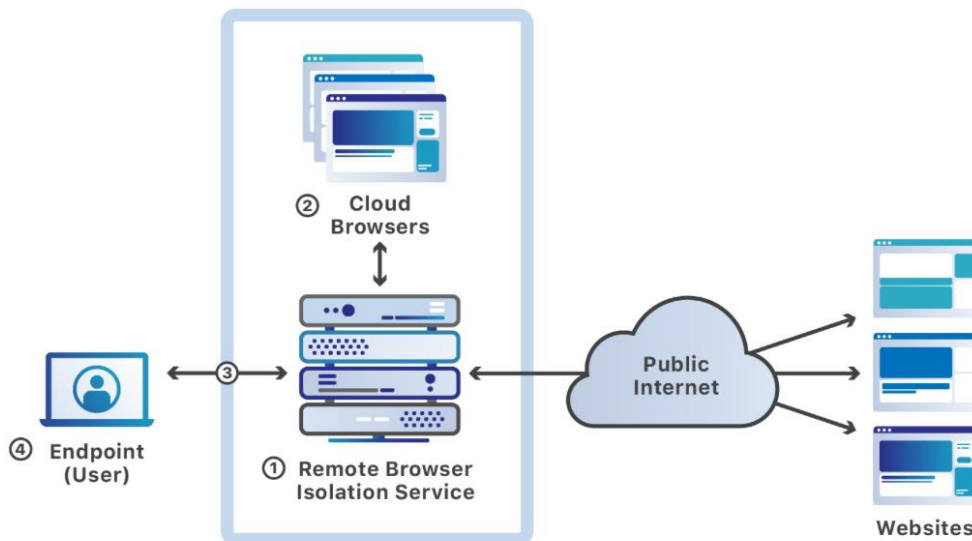 ② Cloud
Browsers
③
Public
Internet
④ Endpoint
(User)
① Remote Browser
Isolation Service
Websites